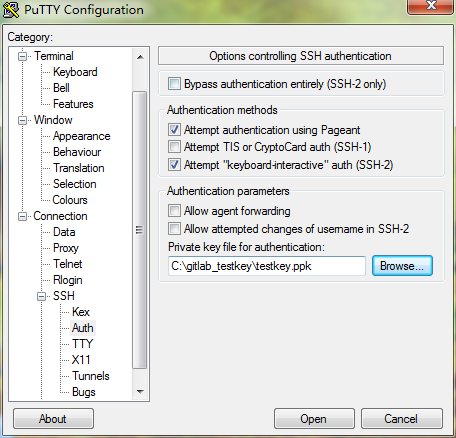 PuTTY Configuration
Category:
Terminal
Keyboard
Bell
Features
Window
Appearance
Behaviour
Translation
Selection
Colours
Connection
Data
Proxy
Telnet
Rlogin
SSH
Kex
Auth
TTY
X11
Tunnels
Bugs
Options controlling SSH authentication
Bypass authentication entirely (SSH-2 only)
Authentication methods
Attempt authentication using Pageant
Attempt TIS or CryptoCard auth (SSH-1)
Attempt "keyboard-interactive" auth (SSH-2)
Authentication parameters
Allow agent forwarding
Allow attempted changes of username in SSH-2
Private key file for authentication:
C:\gitlab_testkey\testkey.ppk
Browse...
About
Open
Cancel